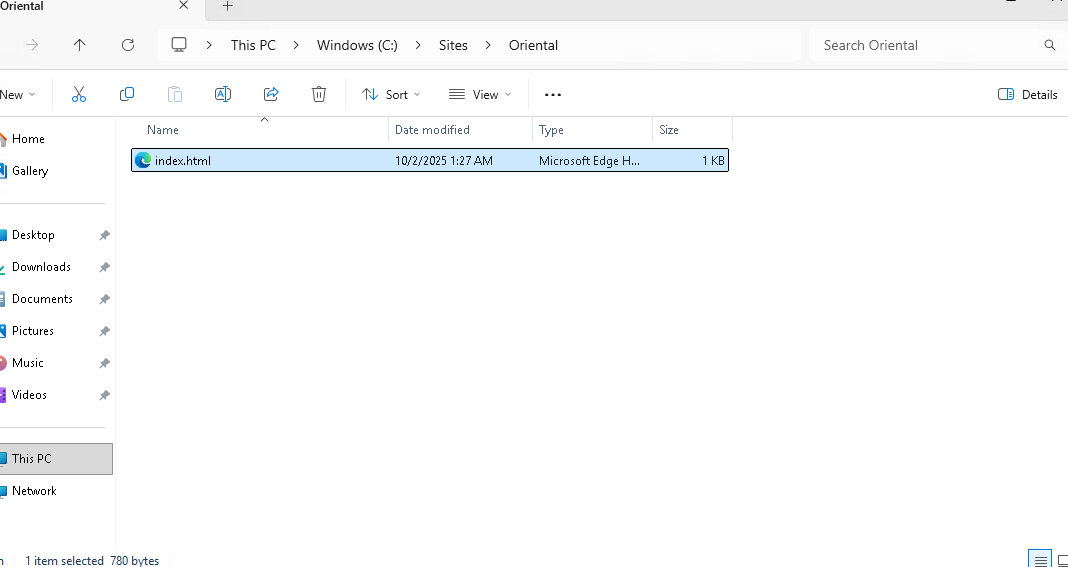 Oriental
This PC
Windows (C:)
Sites
Oriental
Search Oriental
New
Sort
View
Details
Name
Date modified
Type
Size
index.html
10/2/2025 1:27 AM
Microsoft Edge H...
1 KB
Home
Gallery
Desktop
Downloads
Documents
Pictures
Music
Videos
This PC
Network
1 item selected 780 bytes